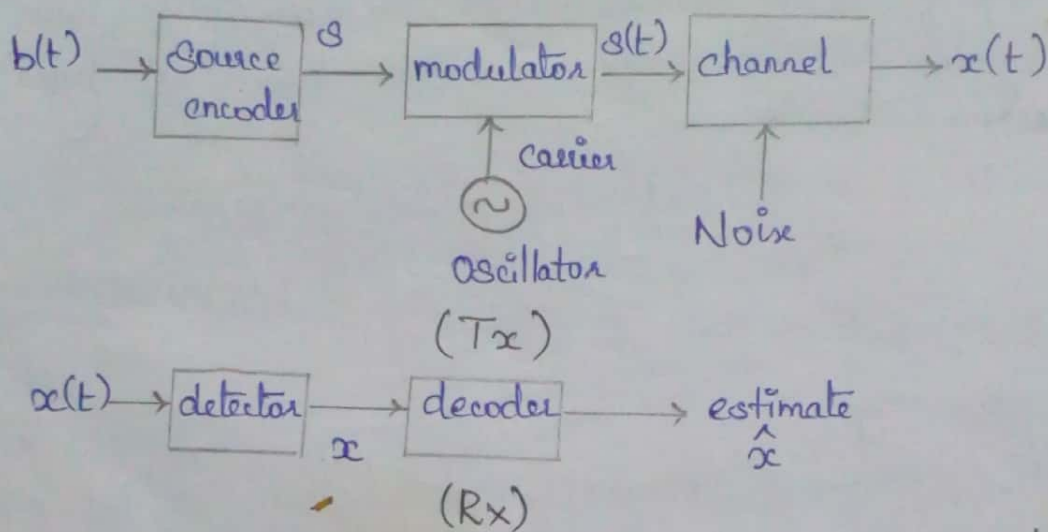 b(t) source encoder s modulator s(t) channel x(t)
carrier
Noise
oscillator
(Tx)
x(t) detector x decoder estimate x̂
(Rx)